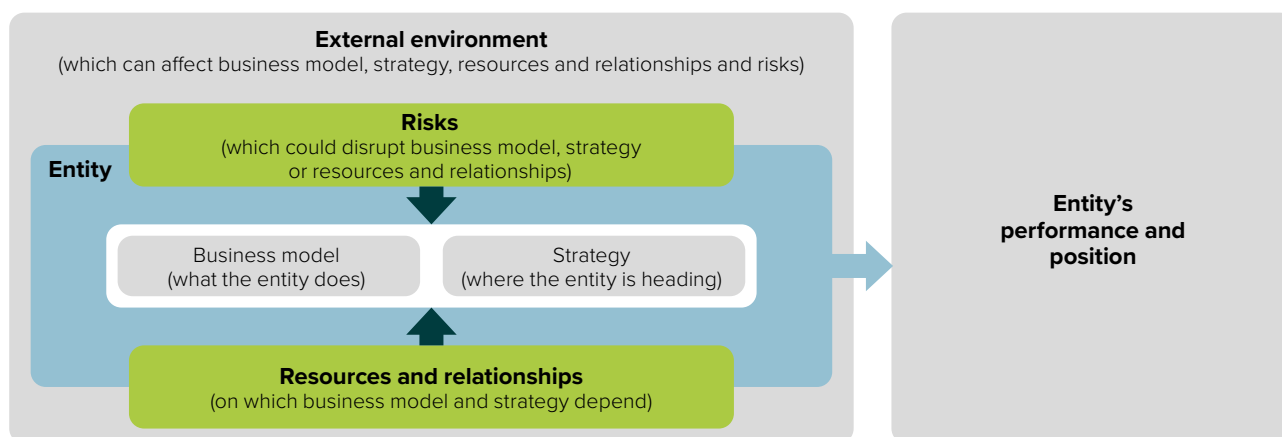 External environment
(which can affect business model, strategy, resources and relationships and risks)
Risks
(which could disrupt business model, strategy
or resources and relationships)
Entity
Business model
(what the entity does)
Strategy
(where the entity is heading)
Resources and relationships
(on which business model and strategy depend)
Entity’s
performance and
position